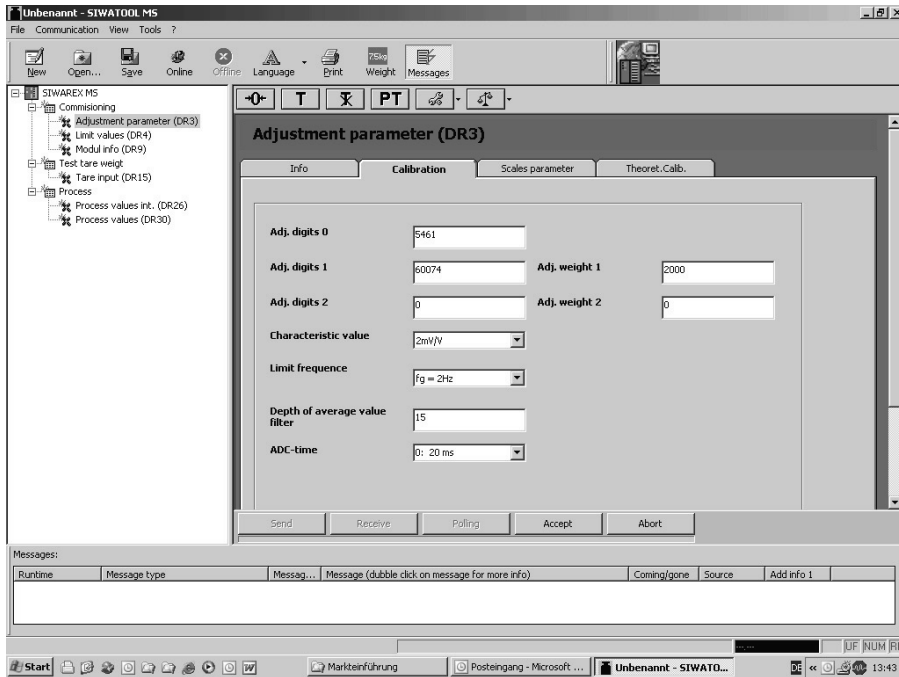 Unbenannt - SIWATOOL MS
File Communication View Tools ?
New Open... Save Online Offline Language Print Weight Messages
75kg
SIWAREX MS
Commisioning
Adjustment parameter (DR3)
Limit values (DR4)
Modul info (DR9)
Test tare weigt
Tare input (DR15)
Process
Process values int. (DR26)
Process values (DR30)
→0← T PT
Adjustment parameter (DR3)
Info Calibration Scales parameter Theoret.Calib.
Adj. digits 0 5461
Adj. digits 1 60074 Adj. weight 1 2000
Adj. digits 2 0 Adj. weight 2 0
Characteristic value 2mV/V
Limit frequence fg = 2Hz
Depth of average value
filter 15
ADC-time 0: 20 ms
Send Receive Polling Accept Abort
Messages:
Runtime Message type Messag... Message (dubble click on message for more info) Coming/gone Source Add info 1
--,--- UF NUM
Start Markteinführung Posteingang - Microsoft ... Unbenannt - SIWATO... DE « 13:43